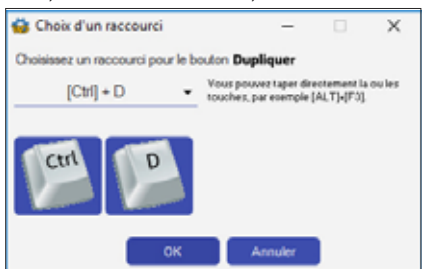 Choix d'un raccourci
Choisissez un raccourci pour le bouton Dupliquer
[Ctrl] + D
Vous pouvez taper directement la ou les
touches, par exemple [ALT]+[F3].
Ctrl
D
OK
Annuler